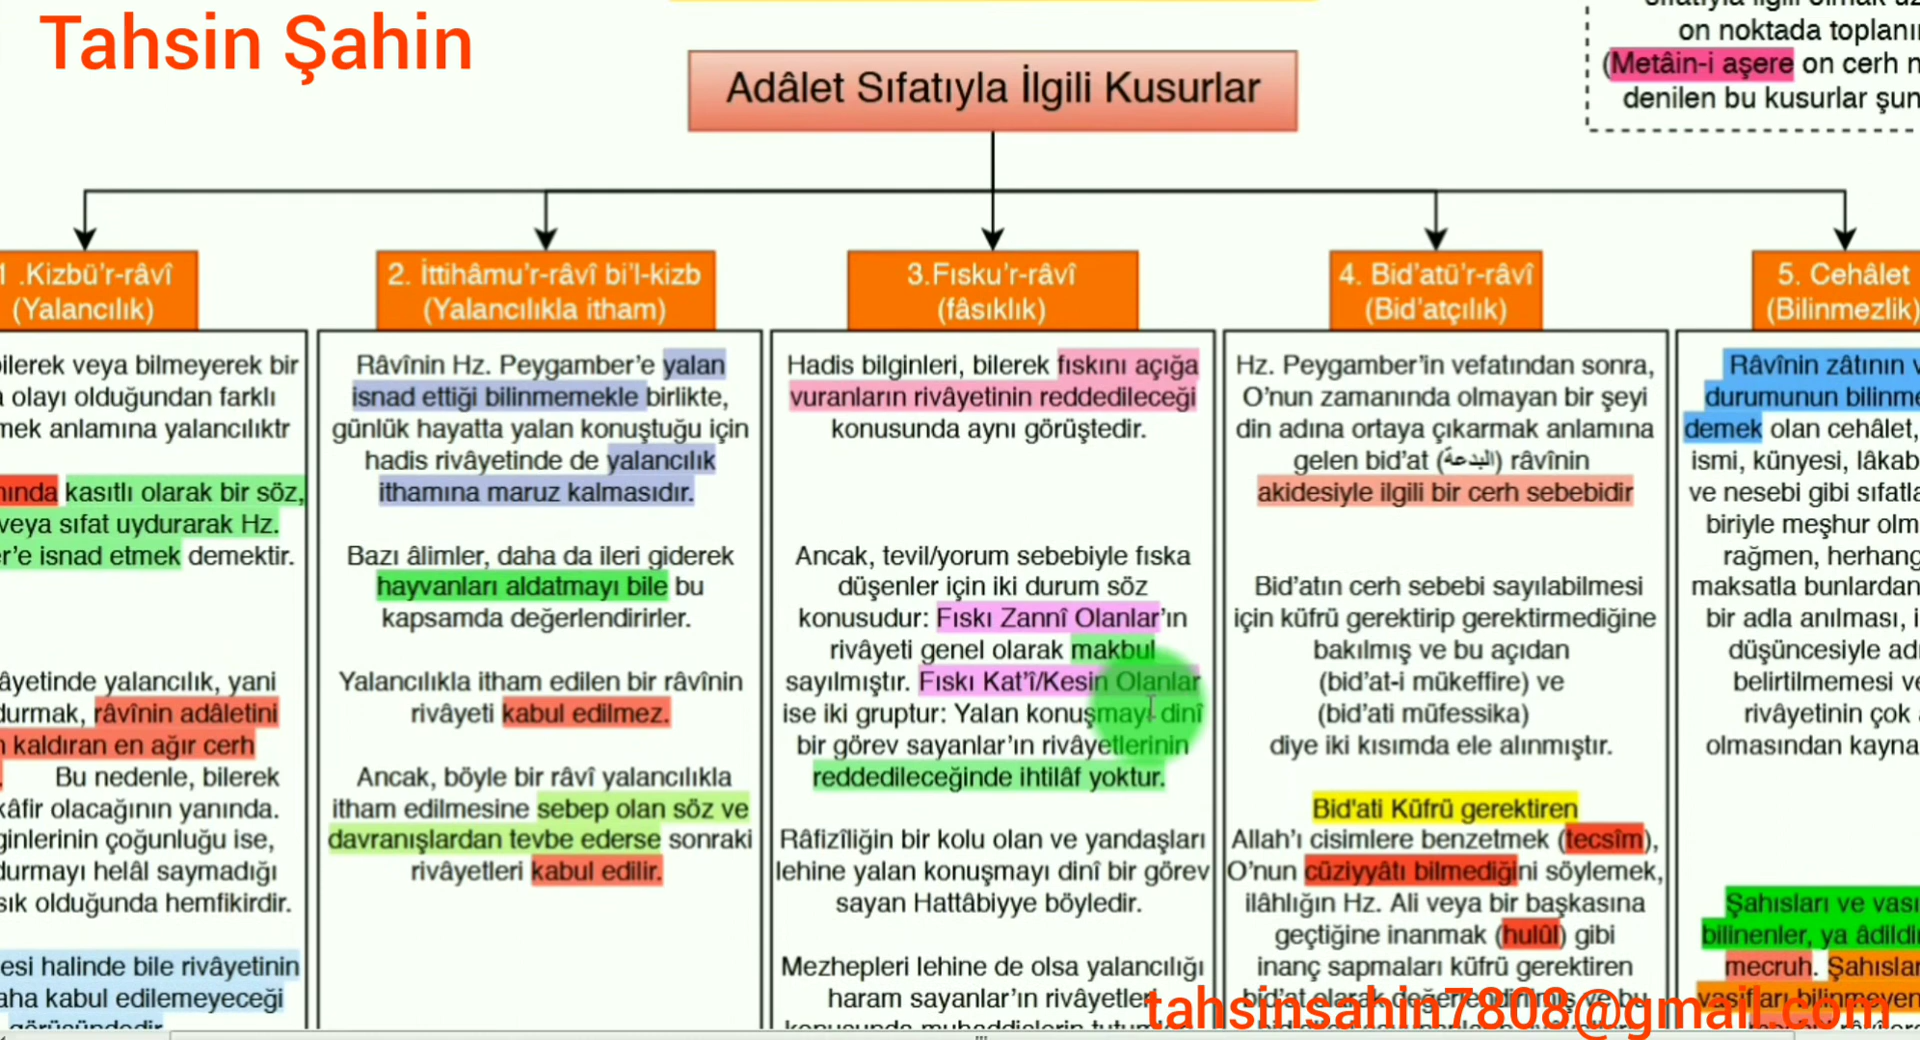 Tahsin Şahin
Adâlet Sıfatıyla İlgili Kusurlar
on noktada toplanır
(Metâin-i aşere on cerh n
denilen bu kusurlar şun
1 .Kizbü’r-râvî
(Yalancılık)
bilerek veya bilmeyerek bir
olayı olduğundan farklı
mek anlamına yalancılıktr
nında kasıtlı olarak bir söz,
veya sıfat uydurarak Hz.
er’e isnad etmek demektir.
âyetinde yalancılık, yani
durmak, râvînin adâletini
kaldıran en ağır cerh
Bu nedenle, bilerek
kâfir olacağının yanında.
ginlerinin çoğunluğu ise,
durmayı helâl saymadığı
sık olduğunda hemfikirdir.
esi halinde bile rivâyetinin
aha kabul edilemeyeceği
görüşündedir
2. İttihâmu’r-râvî bi’l-kizb
(Yalancılıkla itham)
Râvînin Hz. Peygamber’e yalan
isnad ettiği bilinmemekle birlikte,
günlük hayatta yalan konuştuğu için
hadis rivâyetinde de yalancılık
ithamına maruz kalmasıdır.
Bazı âlimler, daha da ileri giderek
hayvanları aldatmayı bile bu
kapsamda değerlendirirler.
Yalancılıkla itham edilen bir râvînin
rivâyeti kabul edilmez.
Ancak, böyle bir râvî yalancılıkla
itham edilmesine sebep olan söz ve
davranışlardan tevbe ederse sonraki
rivâyetleri kabul edilir.
3.Fısku’r-râvî
(fâsıklık)
Hadis bilginleri, bilerek fıskını açığa
vuranların rivâyetinin reddedileceği
konusunda aynı görüştedir.
Ancak, tevil/yorum sebebiyle fıska
düşenler için iki durum söz
konusudur: Fıskı Zannî Olanlar’ın
rivâyeti genel olarak makbul
sayılmıştır. Fıskı Kat’î/Kesin Olanlar
ise iki gruptur: Yalan konuşmayı dinî
bir görev sayanlar’ın rivâyetlerinin
reddedileceğinde ihtilâf yoktur.
Râfizîliğin bir kolu olan ve yandaşları
lehine yalan konuşmayı dinî bir görev
sayan Hattâbiyye böyledir.
Mezhepleri lehine de olsa yalancılığı
haram sayanlar’ın rivâyetleri
konusunda muhaddislerin
4. Bid’atü’r-râvî
(Bid’atçılık)
Hz. Peygamber’in vefatından sonra,
O’nun zamanında olmayan bir şeyi
din adına ortaya çıkarmak anlamına
gelen bid’at (البدعة) râvînin
akidesiyle ilgili bir cerh sebebidir
Bid’atın cerh sebebi sayılabilmesi
için küfrü gerektirip gerektirmediğine
bakılmış ve bu açıdan
(bid’at-i mükeffire) ve
(bid’ati müfessika)
diye iki kısımda ele alınmıştır.
Bid'ati Küfrü gerektiren
Allah’ı cisimlere benzetmek (tecsîm),
O’nun cüziyyâtı bilmediğini söylemek,
ilâhlığın Hz. Ali veya bir başkasına
geçtiğine inanmak (hulûl) gibi
inanç sapmaları küfrü gerektiren
bid’at olarak değerlendirilmiş ve bu
5. Cehâlet
(Bilinmezlik)
Râvînin zâtının v
durumunun bilinme
demek olan cehâlet,
ismi, künyesi, lâkab
ve nesebi gibi sıfatla
biriyle meşhur olm
rağmen, herhang
maksatla bunlardan
bir adla anılması, i
düşüncesiyle ad
belirtilmemesi ve
rivâyetinin çok
olmasından kayna
Şahısları ve vası
bilinenler, ya âdildir
mecruh. Şahıslar
vasıfları bilinmeyen
tahsinsahin7808@gmail.com